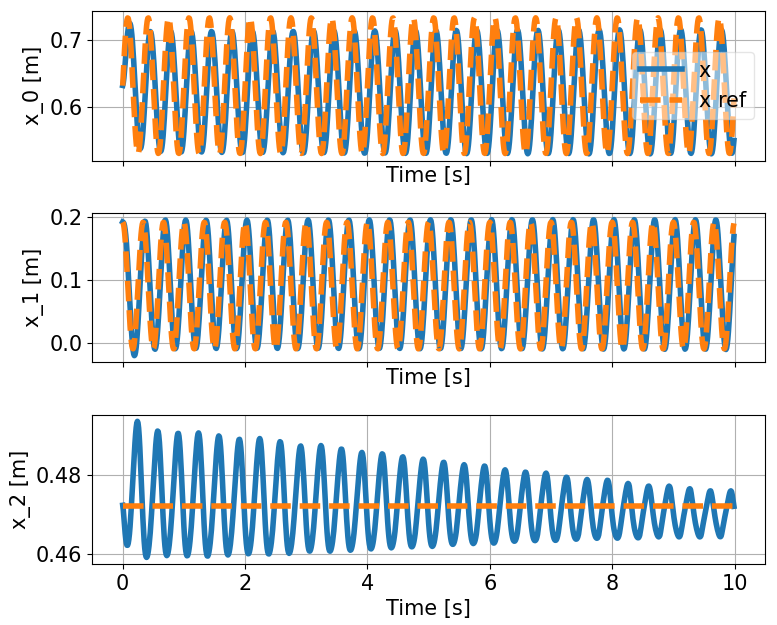 x_0 [m]
0.7
0.6
x
x ref
Time [s]
x_1 [m]
0.2
0.1
0.0
Time [s]
x_2 [m]
0.48
0.46
0 2 4 6 8 10
Time [s]